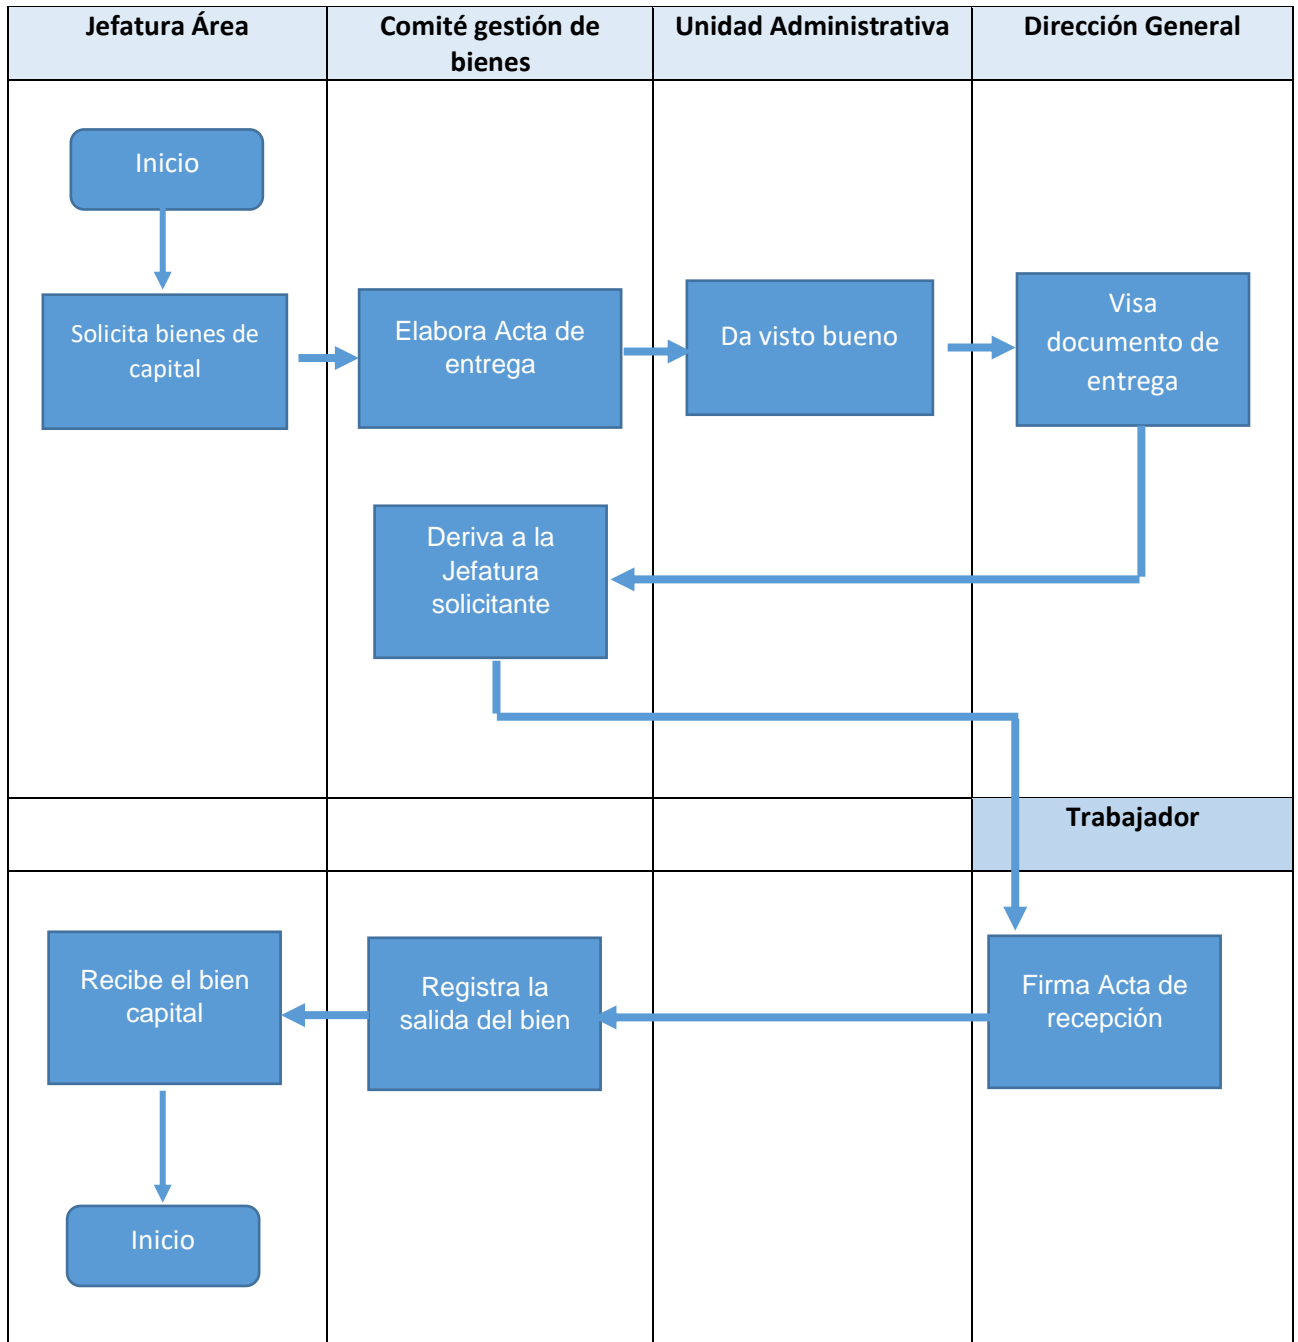 Jefatura Área
Comité gestión de
bienes
Unidad Administrativa
Dirección General
Inicio
Solicita bienes de
capital
Elabora Acta de
entrega
Da visto bueno
Visa
documento de
entrega
Deriva a la
Jefatura
solicitante
Trabajador
Recibe el bien
capital
Registra la
salida del bien
Firma Acta de
recepción
Inicio